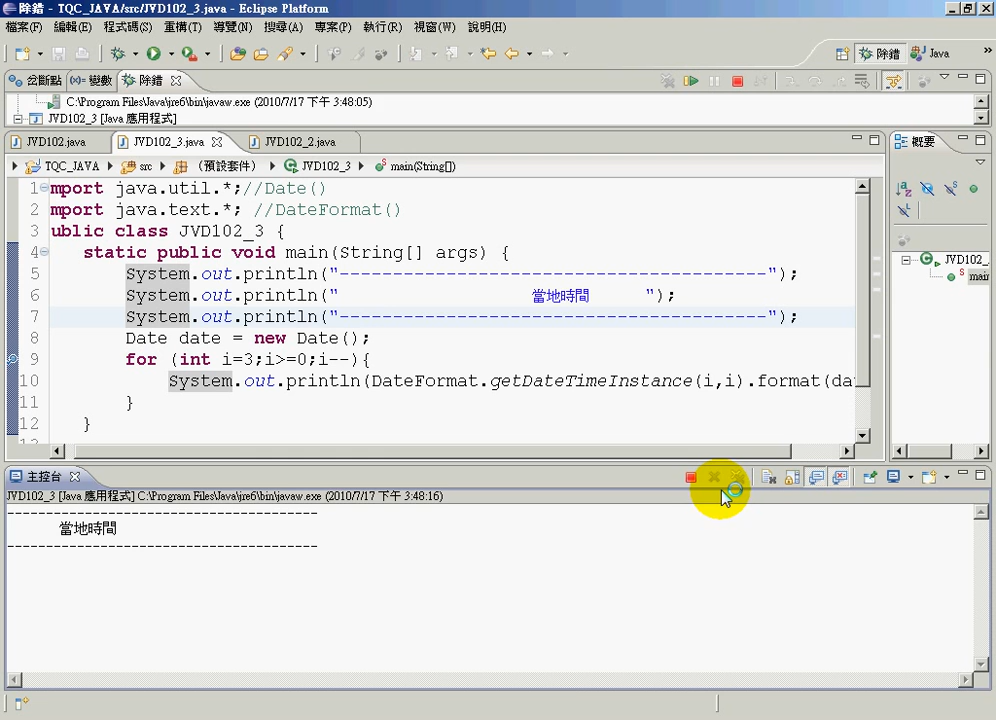 除錯 - TQC_JAVA/src/JVD102_3.java - Eclipse Platform
檔案(F) 編輯(E) 程式碼(S) 重構(T) 導覽(N) 搜尋(A) 專案(P) 執行(R) 視窗(W) 說明(H)
除錯 Java »
岔斷點 (x)= 變數 除錯
C:\Program Files\Java\jre6\bin\javaw.exe (2010/7/17 下午 3:48:05)
JVD102_3 [Java 應用程式]
JVD102.java JVD102_3.java JVD102_2.java 概要
TQC_JAVA src (預設套件) JVD102_3 main(String[])
1 mport java.util.*;//Date()
2 mport java.text.*; //DateFormat()
3 ublic class JVD102_3 {
4 static public void main(String[] args) {
5 System.out.println("----------------------------------------");
6 System.out.println("                  當地時間      ");
7 System.out.println("----------------------------------------");
8 Date date = new Date();
9 for (int i=3;i>=0;i--){
10 System.out.println(DateFormat.getDateTimeInstance(i,i).format(da
11 }
12 }
JVD102_
main
主控台
JVD102_3 [Java 應用程式] C:\Program Files\Java\jre6\bin\javaw.exe (2010/7/17 下午 3:48:16)
----------------------------------------
當地時間
----------------------------------------